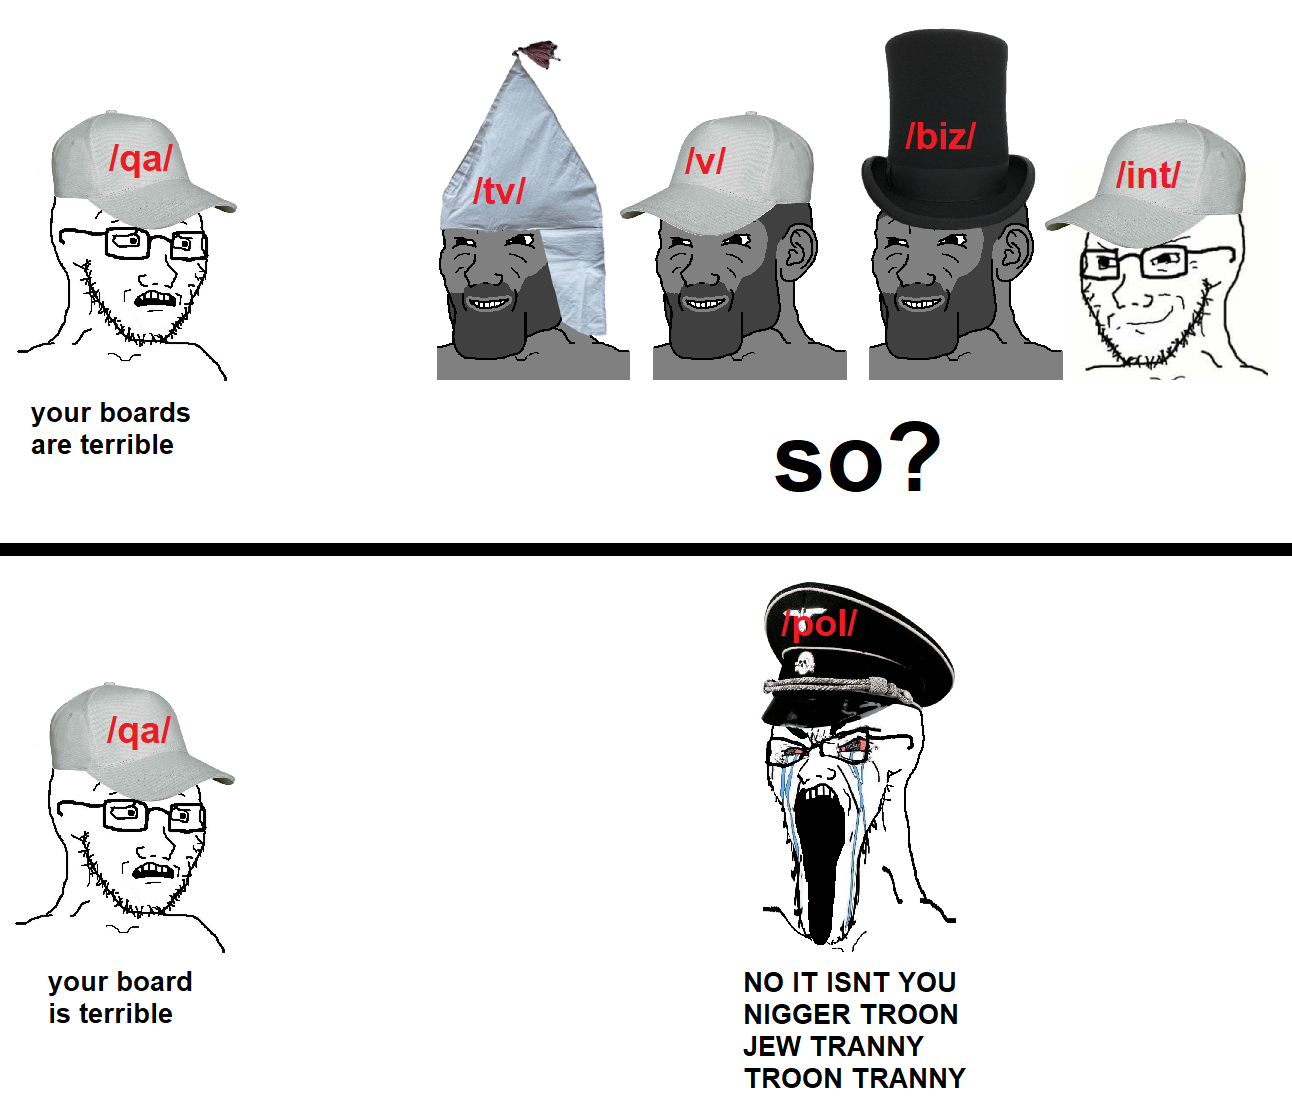 /qa/
/tv/
/v/
/biz/
/int/
your boards
are terrible
so?
/qa/
/pol/
your board
is terrible
NO IT ISNT YOU
NIGGER TROON
JEW TRANNY
TROON TRANNY